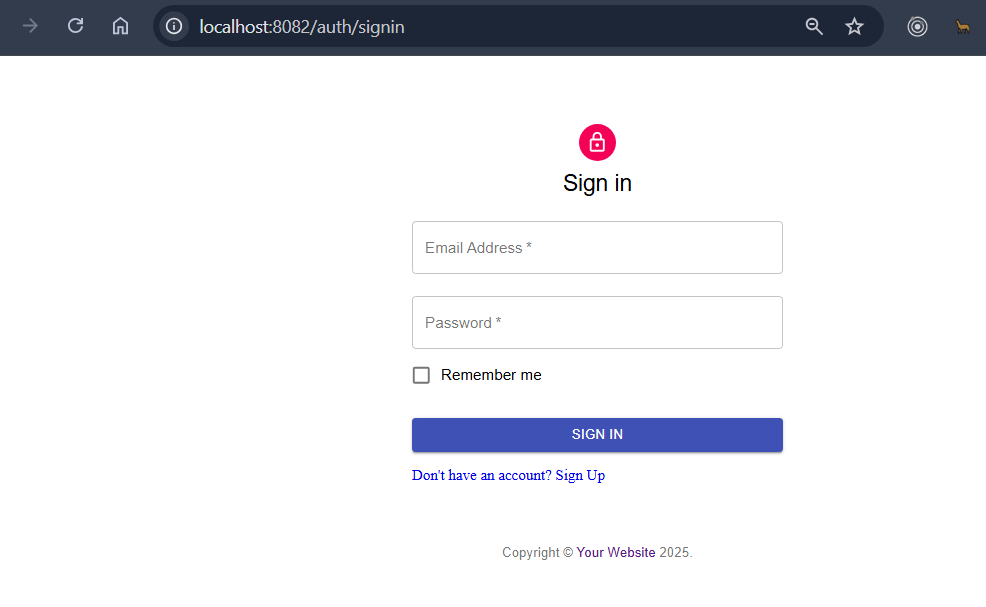 localhost:8082/auth/signin
Sign in
Email Address *
Password *
Remember me
SIGN IN
Don't have an account? Sign Up
Copyright © Your Website 2025.